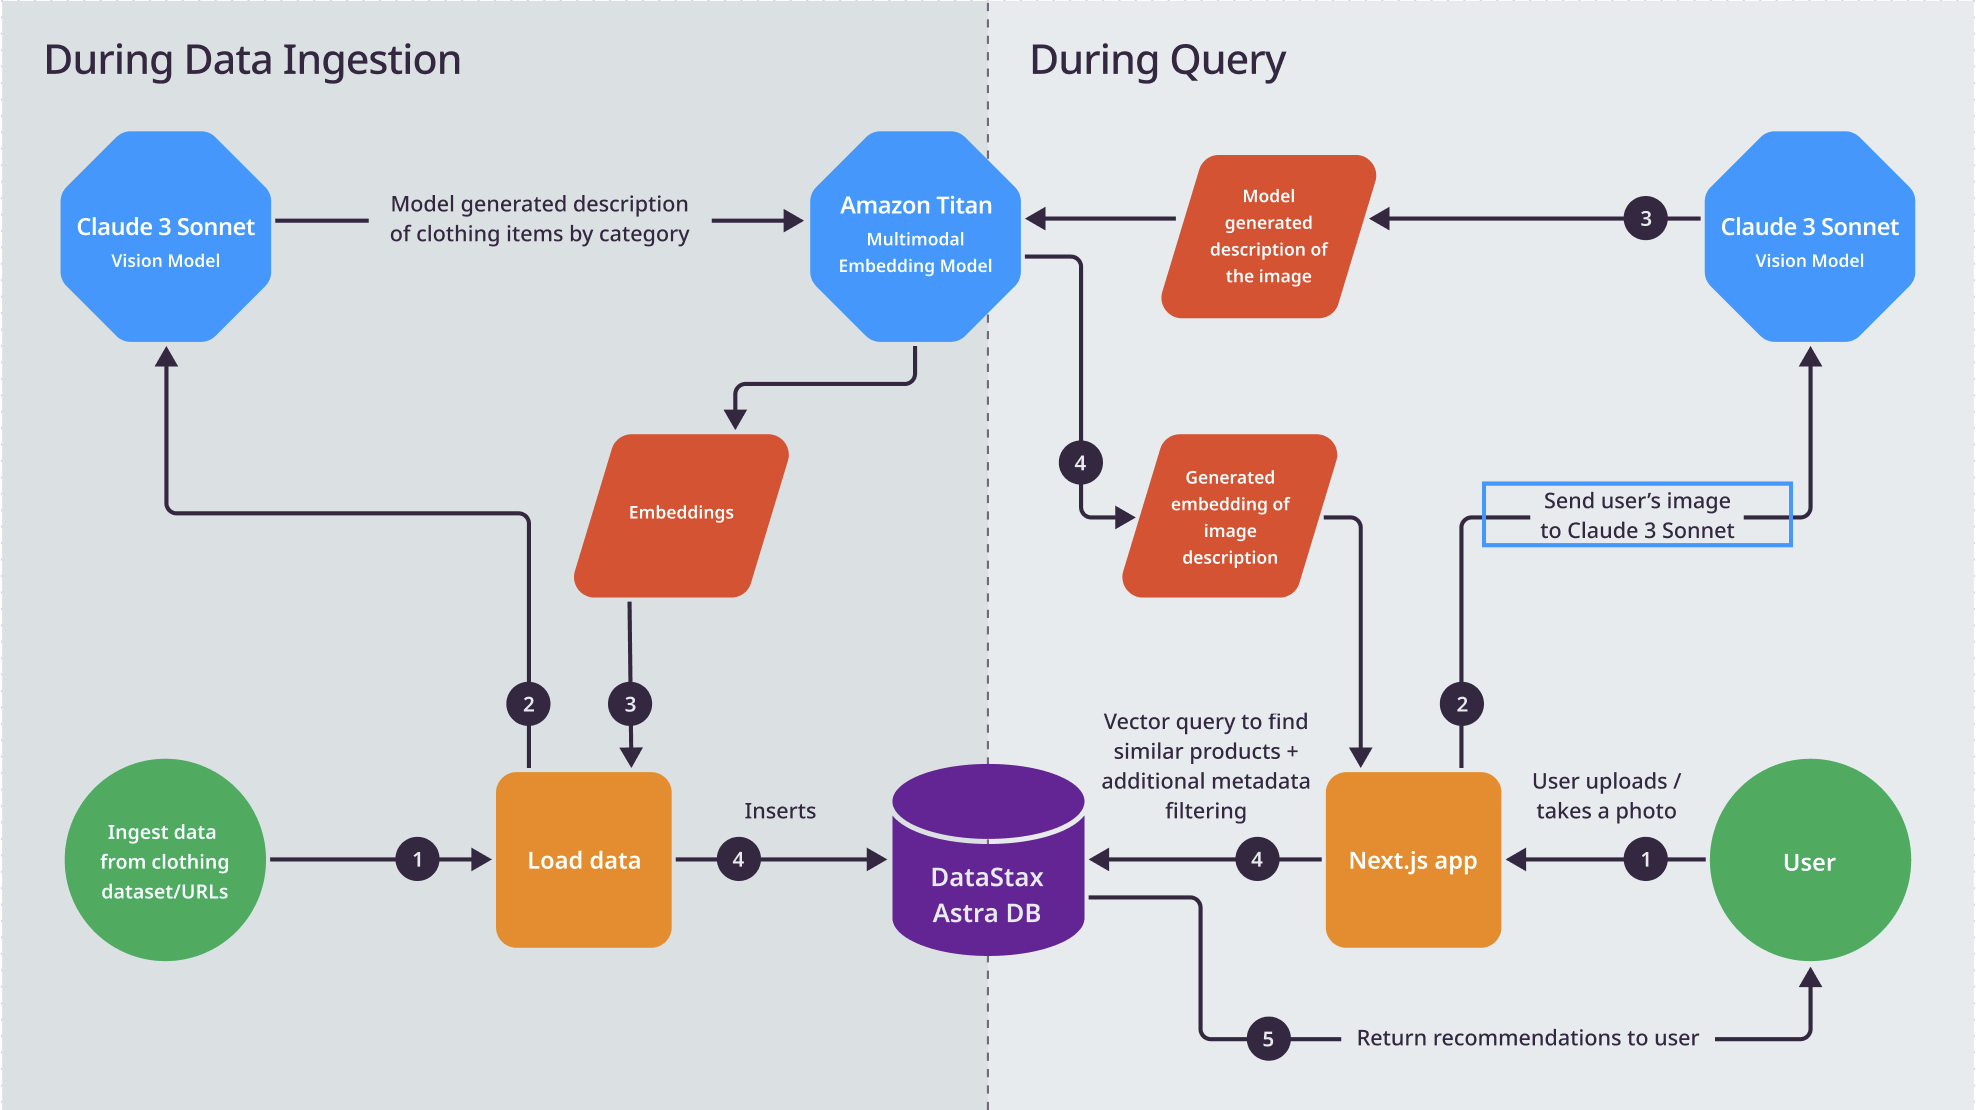 During Data Ingestion
During Query
Claude 3 Sonnet
Vision Model
Model generated description
of clothing items by category
Amazon Titan
Multimodal
Embedding Model
Model
generated
description of
the image
3
Claude 3 Sonnet
Vision Model
Embeddings
4
Generated
embedding of
image
description
Send user’s image
to Claude 3 Sonnet
2
3
2
Ingest data
from clothing
dataset/URLs
1
Load data
Inserts
4
DataStax
Astra DB
Vector query to find
similar products +
additional metadata
filtering
4
Next.js app
User uploads /
takes a photo
1
User
5
Return recommendations to user